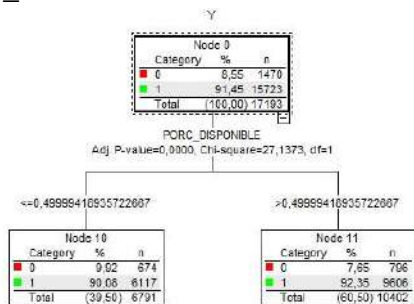 Y
Node 0
Category % n
0 8,55 1470
1 91,45 15723
Total (100,00) 17193
PORC_DISPONIBLE
Adj. P-value=0,0000, Chi-square=27,1373, df=1
<=0,49999418935722667
>0,49999418935722667
Node 10
Category % n
0 9,92 674
1 90,08 6117
Total (39,50) 6791
Node 11
Category % n
0 7,65 796
1 92,35 9606
Total (60,50) 10402